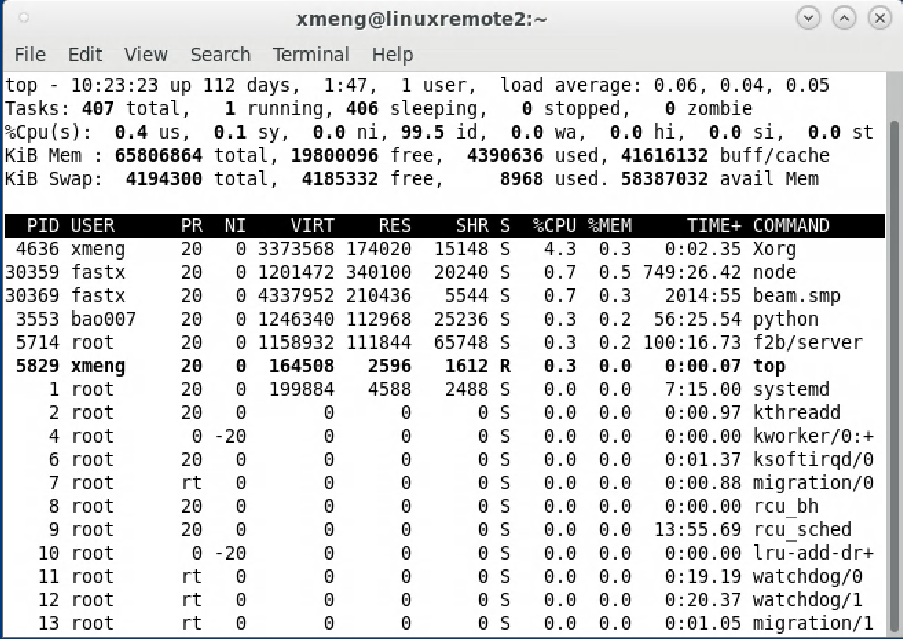 xmeng@linuxremote2:~
File Edit View Search Terminal Help
top - 10:23:23 up 112 days,  1:47,  1 user,  load average: 0.06, 0.04, 0.05
Tasks: 407 total,   1 running, 406 sleeping,   0 stopped,   0 zombie
%Cpu(s):  0.4 us,  0.1 sy,  0.0 ni, 99.5 id,  0.0 wa,  0.0 hi,  0.0 si,  0.0 st
KiB Mem : 65806864 total, 19800096 free,  4390636 used, 41616132 buff/cache
KiB Swap:  4194300 total,  4185332 free,     8968 used. 58387032 avail Mem
  PID USER      PR  NI    VIRT    RES    SHR S  %CPU %MEM     TIME+ COMMAND
 4636 xmeng     20   0 3373568 174020  15148 S   4.3  0.3   0:02.35 Xorg
30359 fastx     20   0 1201472 340100  20240 S   0.7  0.5 749:26.42 node
30369 fastx     20   0 4337952 210436   5544 S   0.7  0.3   2014:55 beam.smp
 3553 bao007    20   0 1246340 112968  25236 S   0.3  0.2  56:25.54 python
 5714 root      20   0 1158932 111844  65748 S   0.3  0.2 100:16.73 f2b/server
 5829 xmeng     20   0  164508   2596   1612 R   0.3  0.0   0:00.07 top
    1 root      20   0  199884   4588   2488 S   0.0  0.0   7:15.00 systemd
    2 root      20   0       0      0      0 S   0.0  0.0   0:00.97 kthreadd
    4 root       0 -20       0      0      0 S   0.0  0.0   0:00.00 kworker/0:+
    6 root      20   0       0      0      0 S   0.0  0.0   0:01.37 ksoftirqd/0
    7 root      rt   0       0      0      0 S   0.0  0.0   0:00.88 migration/0
    8 root      20   0       0      0      0 S   0.0  0.0   0:00.00 rcu_bh
    9 root      20   0       0      0      0 S   0.0  0.0  13:55.69 rcu_sched
   10 root       0 -20       0      0      0 S   0.0  0.0   0:00.00 lru-add-dr+
   11 root      rt   0       0      0      0 S   0.0  0.0   0:19.19 watchdog/0
   12 root      rt   0       0      0      0 S   0.0  0.0   0:20.37 watchdog/1
   13 root      rt   0       0      0      0 S   0.0  0.0   0:01.05 migration/1